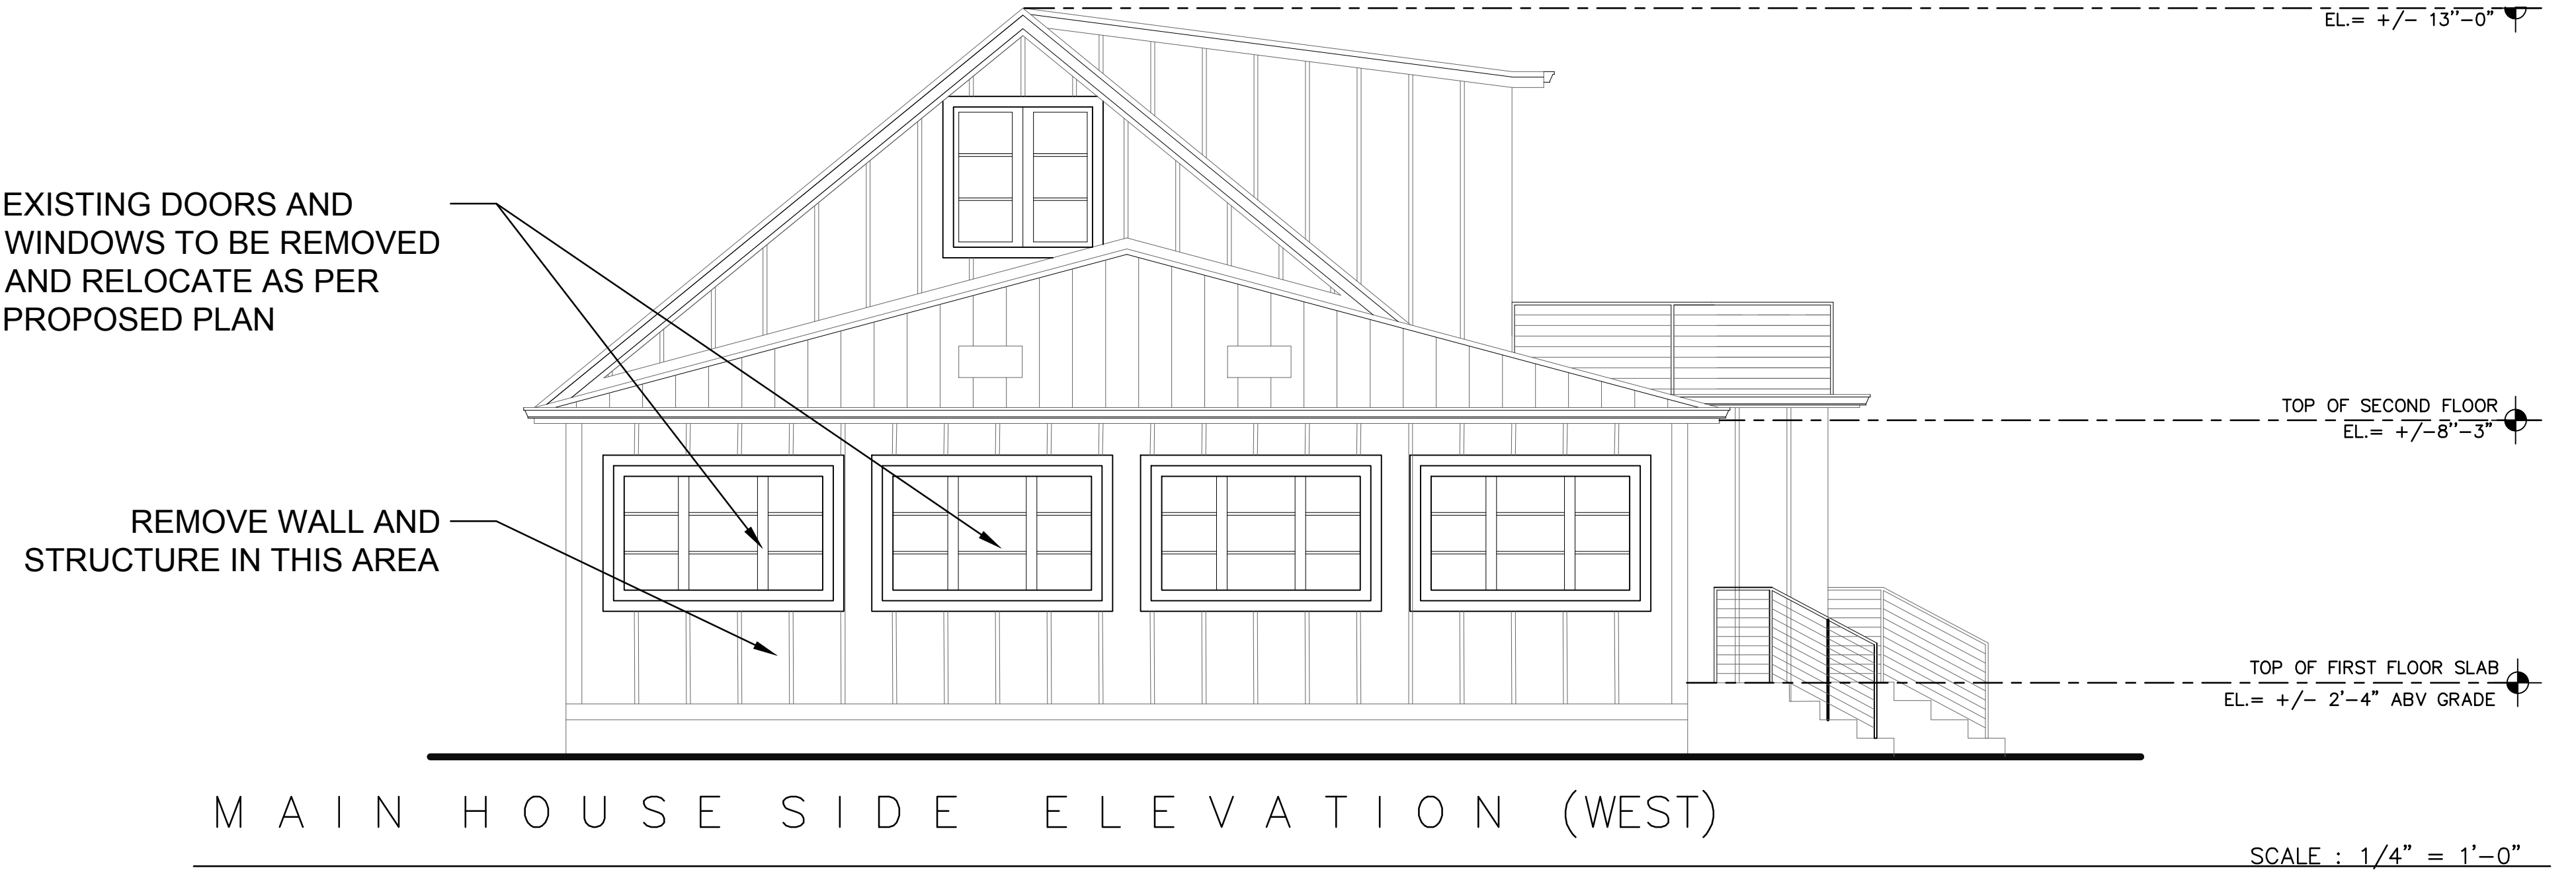 EL.= +/- 13''-0"
EXISTING DOORS AND
WINDOWS TO BE REMOVED
AND RELOCATE AS PER
PROPOSED PLAN
TOP OF SECOND FLOOR
EL.= +/-8''-3"
REMOVE WALL AND
STRUCTURE IN THIS AREA
TOP OF FIRST FLOOR SLAB
EL.= +/- 2'-4" ABV GRADE
MAIN HOUSE SIDE ELEVATION (WEST)
SCALE : 1/4" = 1'-0"